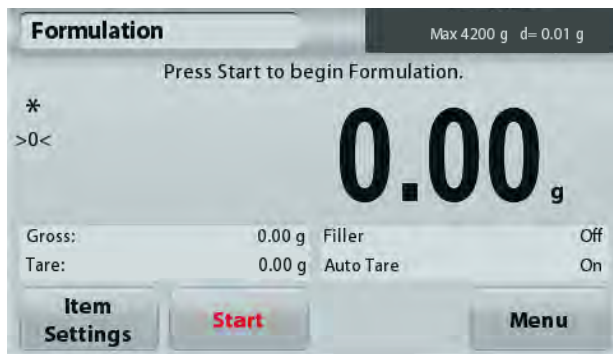 Formulation
Max 4200 g d= 0.01 g
Press Start to begin Formulation.
*
>0<
0.00 g
Gross: 0.00 g Filler Off
Tare: 0.00 g Auto Tare On
Item Settings
Start
Menu